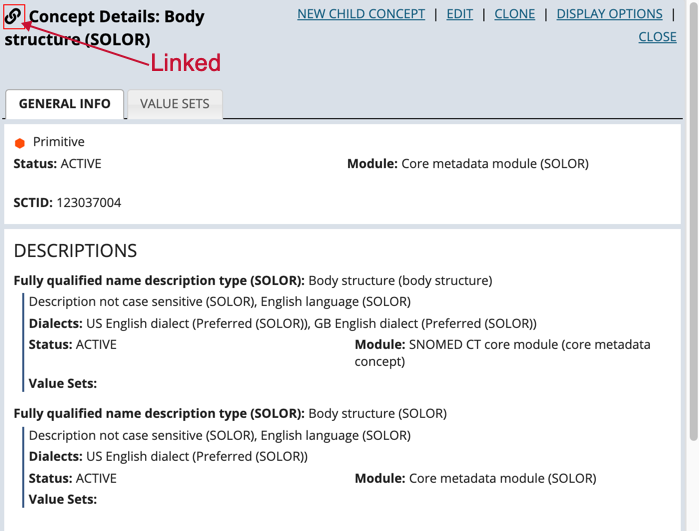 Concept Details: Body structure (SOLOR)
NEW CHILD CONCEPT | EDIT | CLONE | DISPLAY OPTIONS |
CLOSE
Linked
GENERAL INFO VALUE SETS
Primitive
Status: ACTIVE Module: Core metadata module (SOLOR)
SCTID: 123037004
DESCRIPTIONS
Fully qualified name description type (SOLOR): Body structure (body structure)
Description not case sensitive (SOLOR), English language (SOLOR)
Dialects: US English dialect (Preferred (SOLOR)), GB English dialect (Preferred (SOLOR))
Status: ACTIVE Module: SNOMED CT core module (core metadata
concept)
Value Sets:
Fully qualified name description type (SOLOR): Body structure (SOLOR)
Description not case sensitive (SOLOR), English language (SOLOR)
Dialects: US English dialect (Preferred (SOLOR))
Status: ACTIVE Module: Core metadata module (SOLOR)
Value Sets: